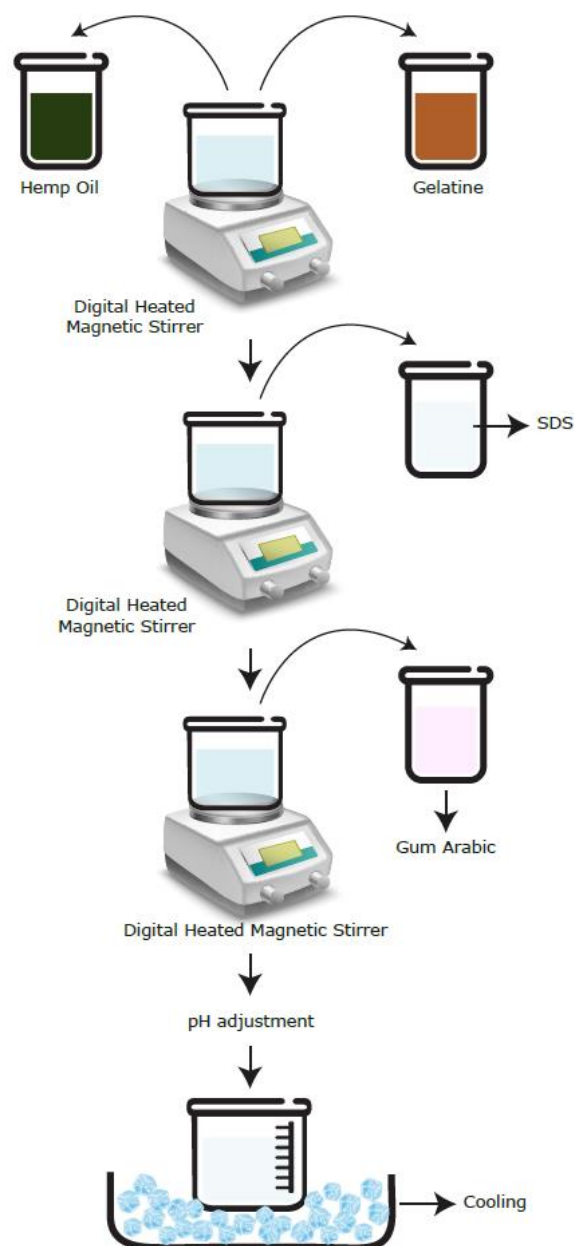 Hemp Oil
Gelatine
Digital Heated
Magnetic Stirrer
SDS
Digital Heated
Magnetic Stirrer
Gum Arabic
Digital Heated Magnetic Stirrer
pH adjustment
Cooling